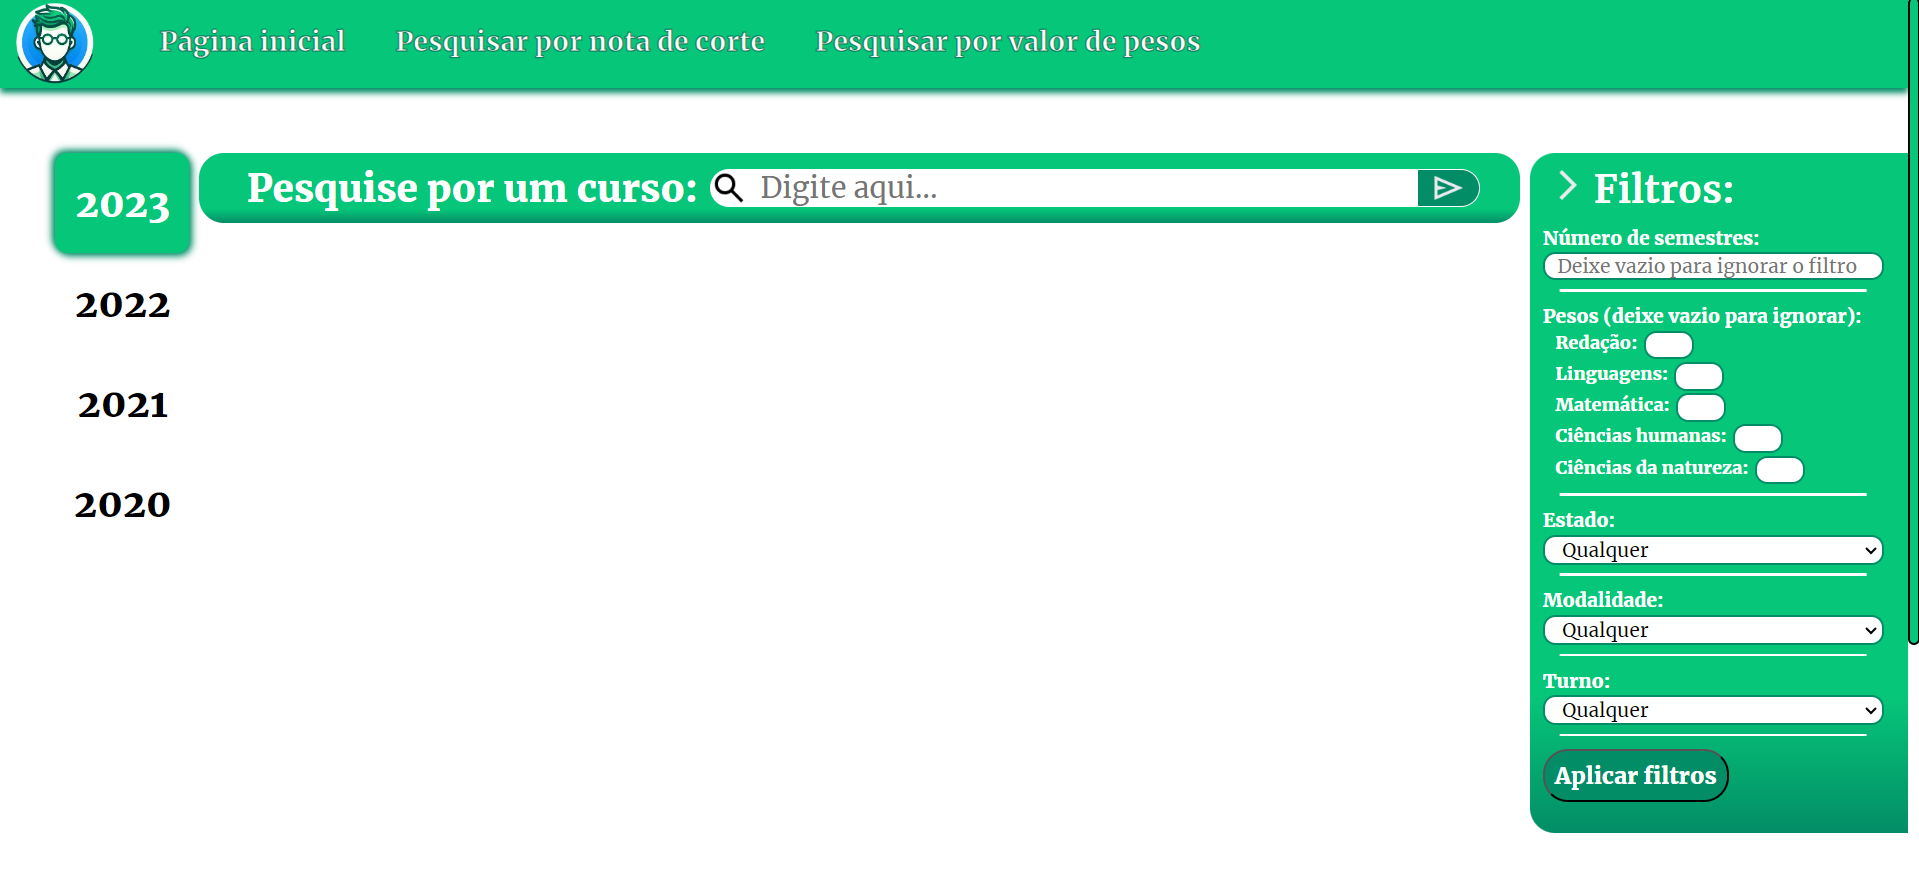 Página inicial
Pesquisar por nota de corte
Pesquisar por valor de pesos
2023
2022
2021
2020
Pesquise por um curso:
Digite aqui...
Filtros:
Número de semestres:
Deixe vazio para ignorar o filtro
Pesos (deixe vazio para ignorar):
Redação:
Linguagens:
Matemática:
Ciências humanas:
Ciências da natureza:
Estado:
Qualquer
Modalidade:
Qualquer
Turno:
Qualquer
Aplicar filtros